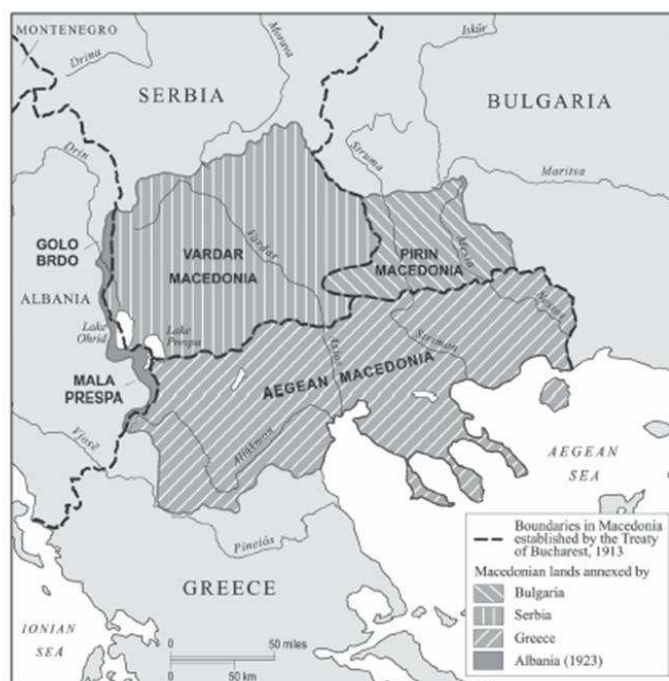 MONTENEGRO
Drina
Morava
Iskŭr
SERBIA
BULGARIA
Struma
Drin
Maritsa
GOLO
BRDO
VARDAR
MACEDONIA
Vardar
PIRIN
MACEDONIA
Mesta
ALBANIA
Lake
Ohrid
Lake
Prespa
Nestos
Striman
Axios
AEGEAN MACEDONIA
MALA
PRESPA
Vjosë
Aliákmon
AEGEAN
SEA
Pineiós
GREECE
IONIAN
SEA
0 50 miles
0 50 km
Boundaries in Macedonia
established by the Treaty
of Bucharest, 1913
Macedonian lands annexed by
Bulgaria
Serbia
Greece
Albania (1923)